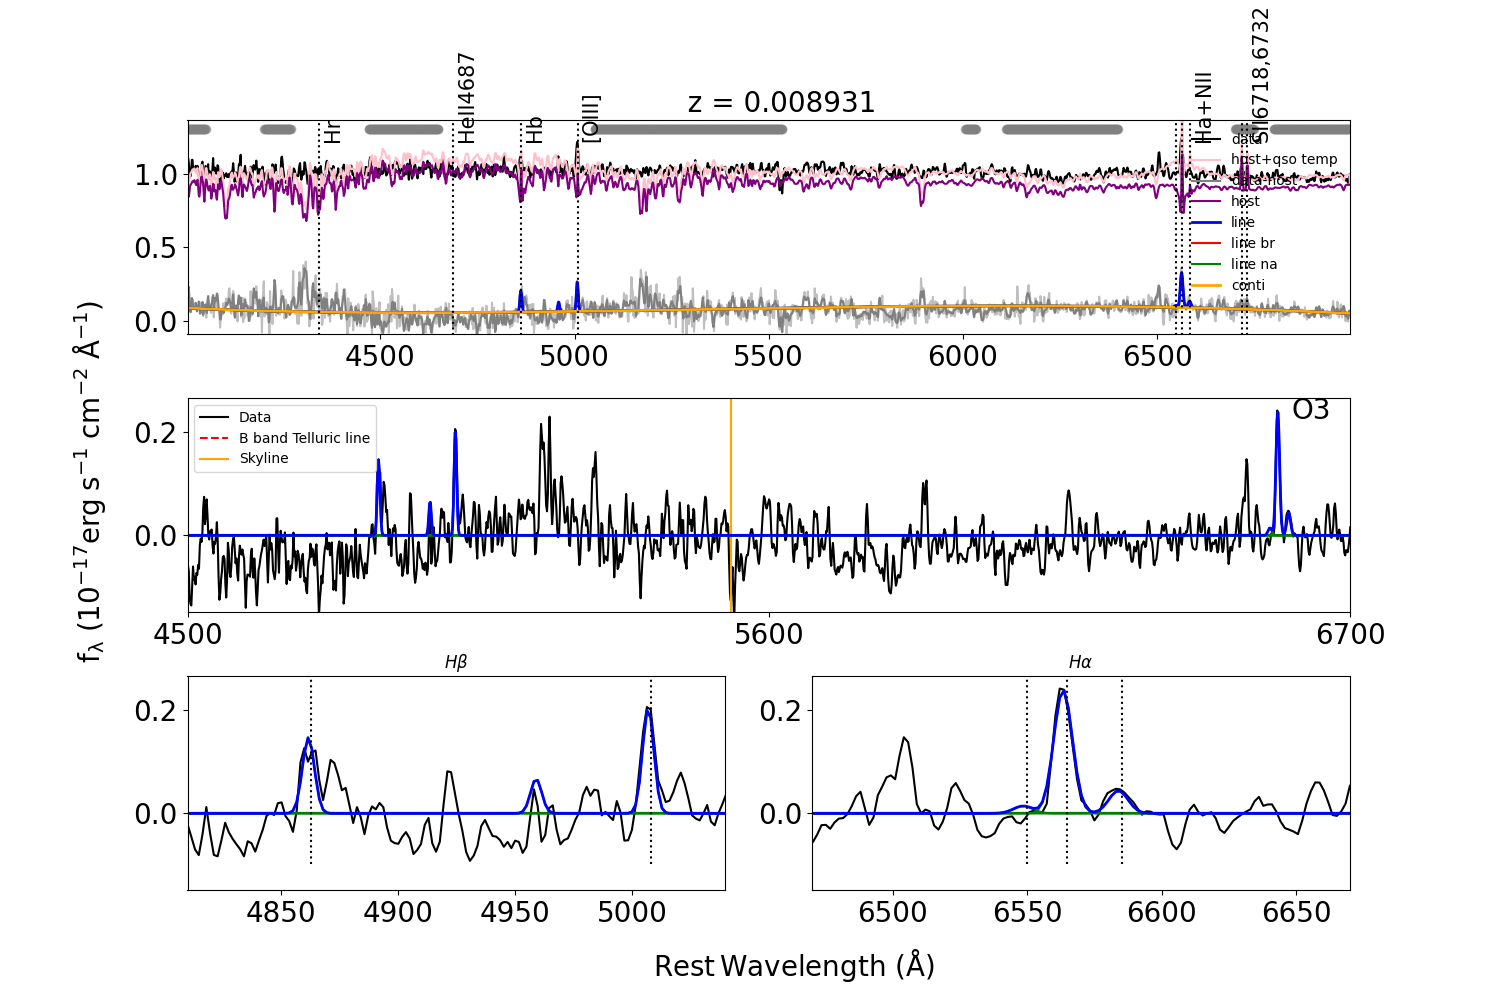 z = 0.008931
Hr
HeII4687
Hb
[OIII]
Ha+NII
SII6718,6732
data
host+qso temp
data-host
host
line
line br
line na
conti
1.0
0.5
0.0
4500 5000 5500 6000 6500
Data
B band Telluric line
Skyline
O3
0.2
0.0
4500 5600 6700
fλ (10⁻¹⁷erg s⁻¹ cm⁻² Å⁻¹)
Hβ
0.2
0.0
4850 4900 4950 5000
Hα
0.2
0.0
6500 6550 6600 6650
Rest Wavelength (Å)